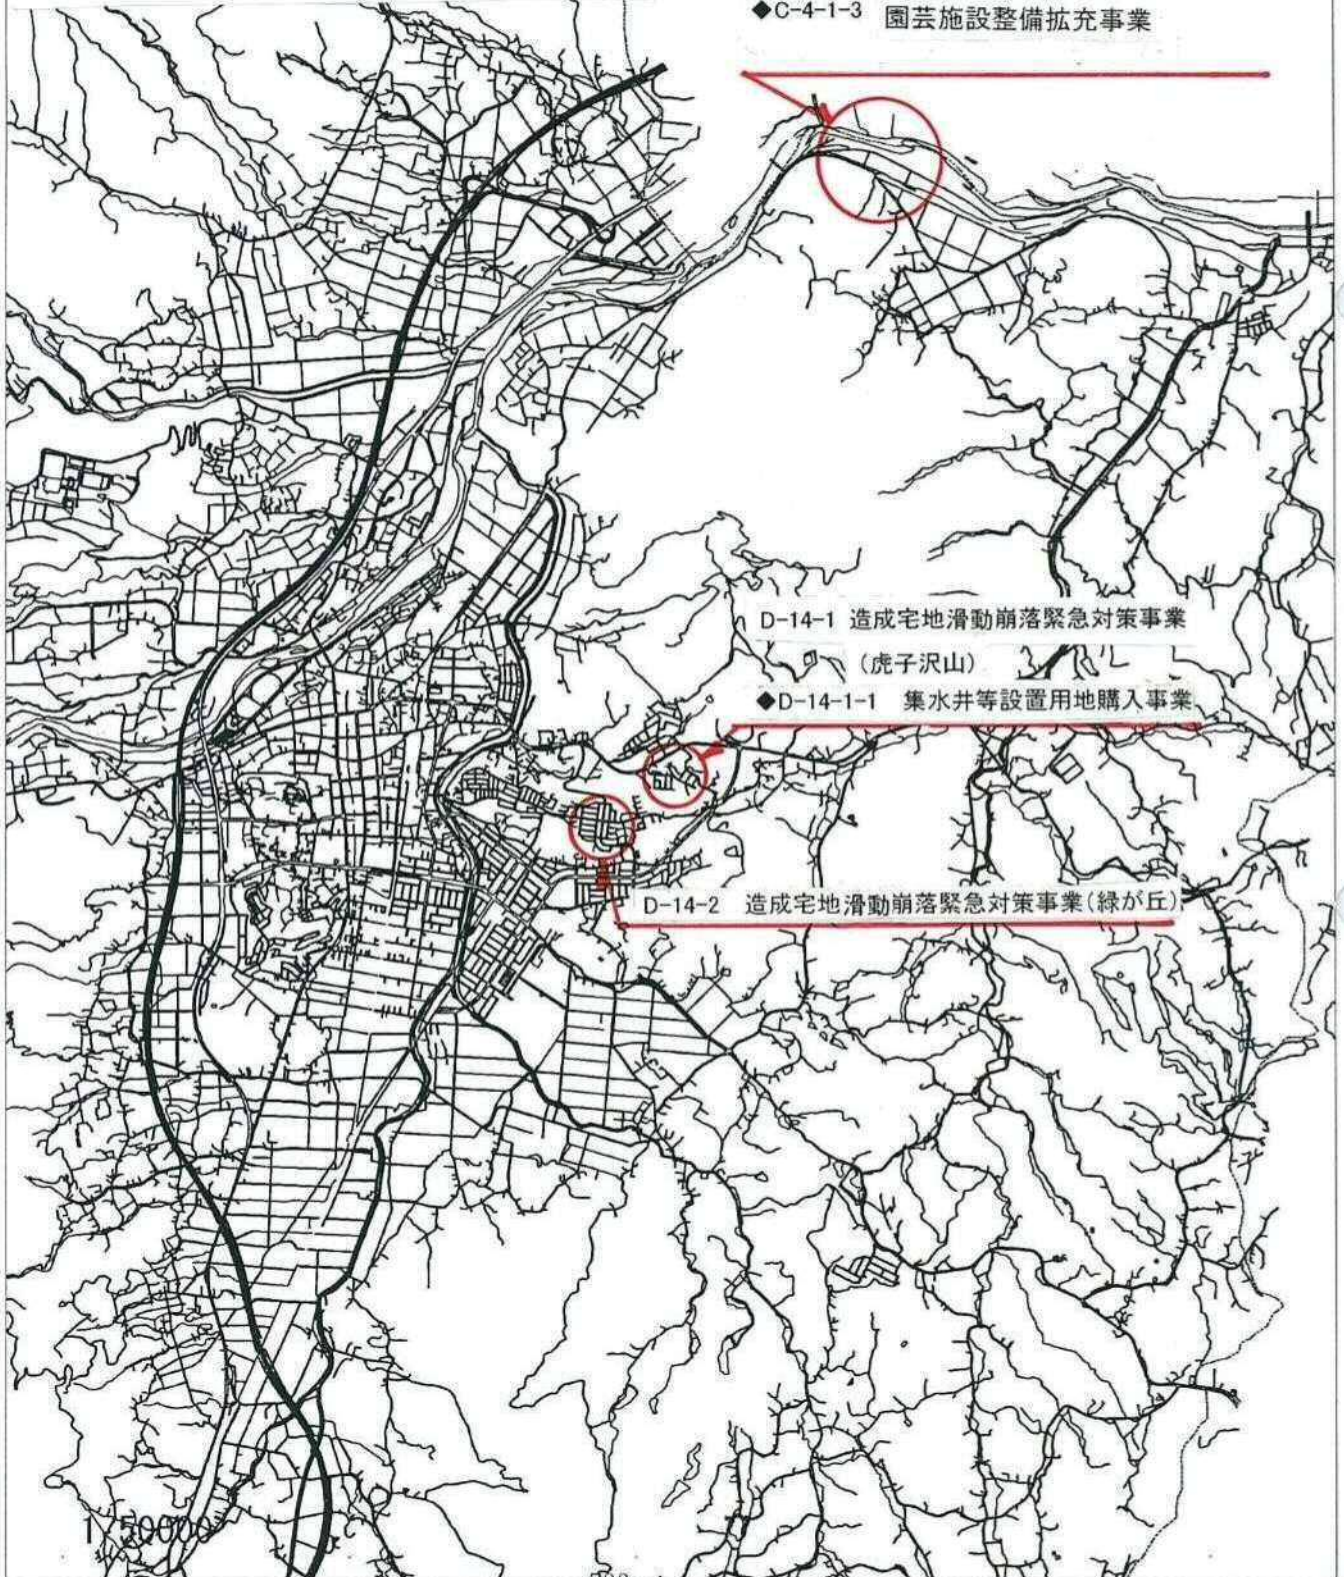 ◆C-4-1-3 園芸施設整備拡充事業
D-14-1 造成宅地滑動崩落緊急対策事業
(虎子沢山)
◆D-14-1-1 集水井等設置用地購入事業
D-14-2 造成宅地滑動崩落緊急対策事業(緑が丘)
1/50000